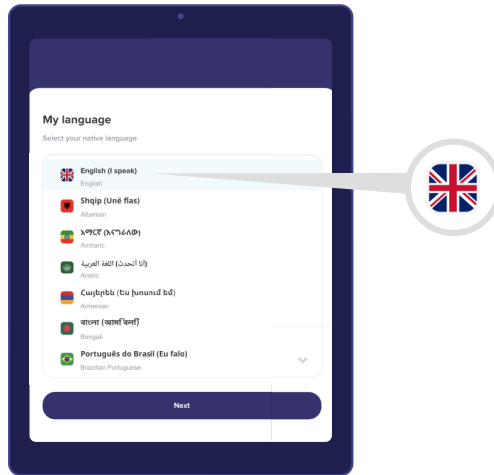 My language
Select your native language
English (I speak)
English
Shqip (Unë flas)
Albanian
አማርኛ (እናገራለሁ)
Amharic
(أنا أتحدث) اللغة العربية
Arabic
Հայերեն (Ես խոսում եմ)
Armenian
বাংলা (আমি বলি)
Bengali
Português do Brasil (Eu falo)
Brazilian Portuguese
Next